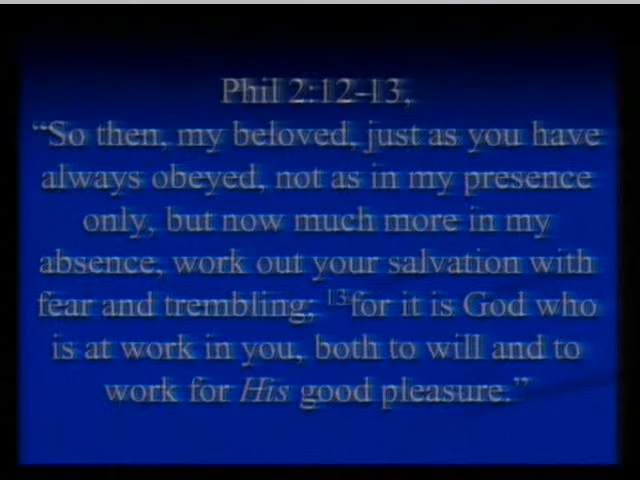 Phil 2:12-13,
“So then, my beloved, just as you have
always obeyed, not as in my presence
only, but now much more in my
absence, work out your salvation with
fear and trembling; 13for it is God who
is at work in you, both to will and to
work for His good pleasure.”